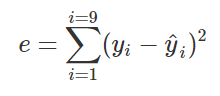 e = \sum_{i=1}^{i=9} (y_i - \hat{y}_i)^2